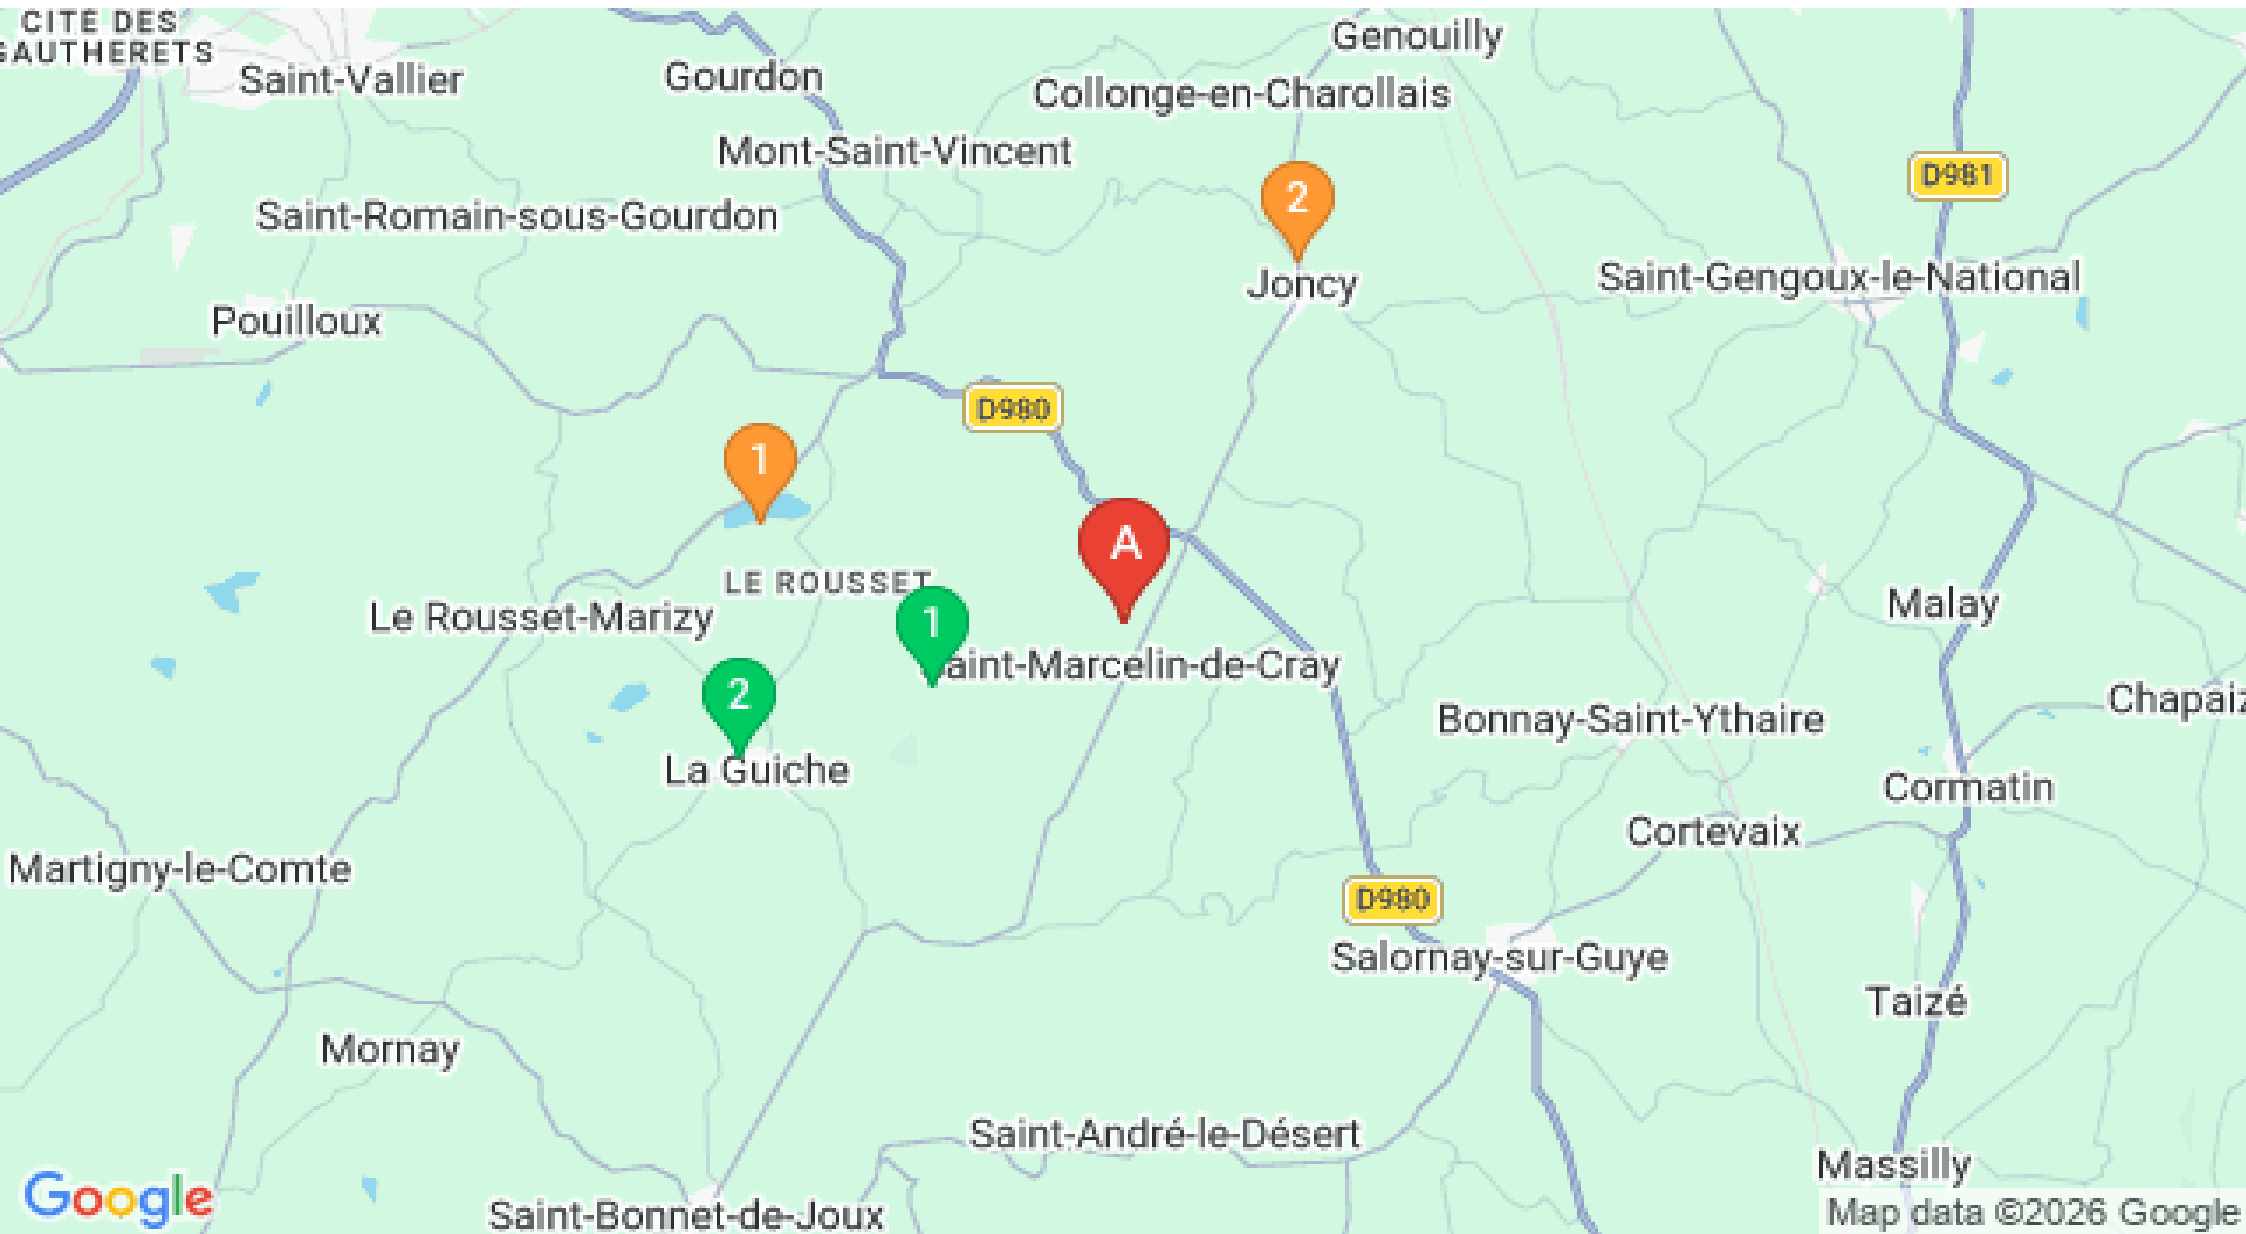 CITÉ DES
GAUTHERETS
Saint-Vallier
Gourdon
Genouilly
Collonge-en-Charollais
Mont-Saint-Vincent
D981
2
Saint-Romain-sous-Gourdon
Joncy
Saint-Gengoux-le-National
Pouilloux
D980
1
A
LE ROUSSET
Le Rousset-Marizy
1
Malay
Saint-Marcelin-de-Cray
2
Chapaiz
Bonnay-Saint-Ythaire
La Guiche
Cormatin
Cortevaix
Martigny-le-Comte
D980
Salornay-sur-Guye
Taizé
Mornay
Saint-André-le-Désert
Massilly
Google
Saint-Bonnet-de-Joux
Map data ©2026 Google